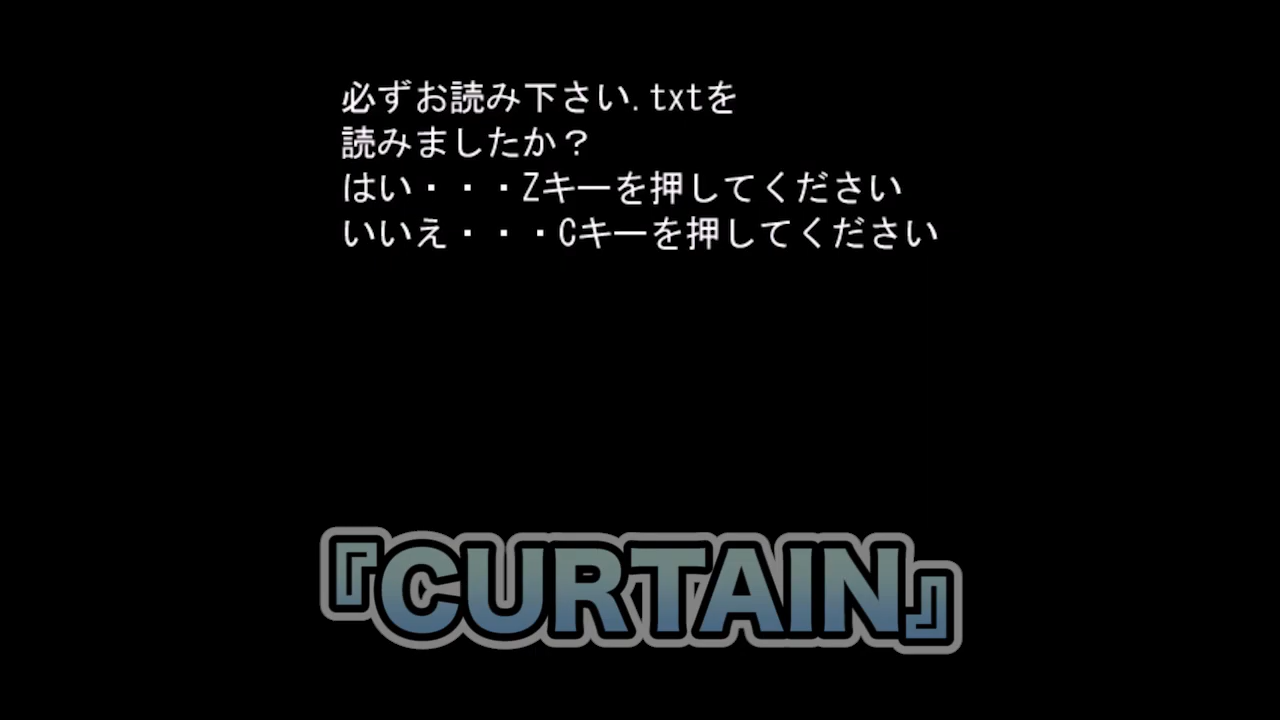 必ずお読み下さい.txtを
読みましたか？
はい・・・Zキーを押してください
いいえ・・・Cキーを押してください
『CURTAIN』